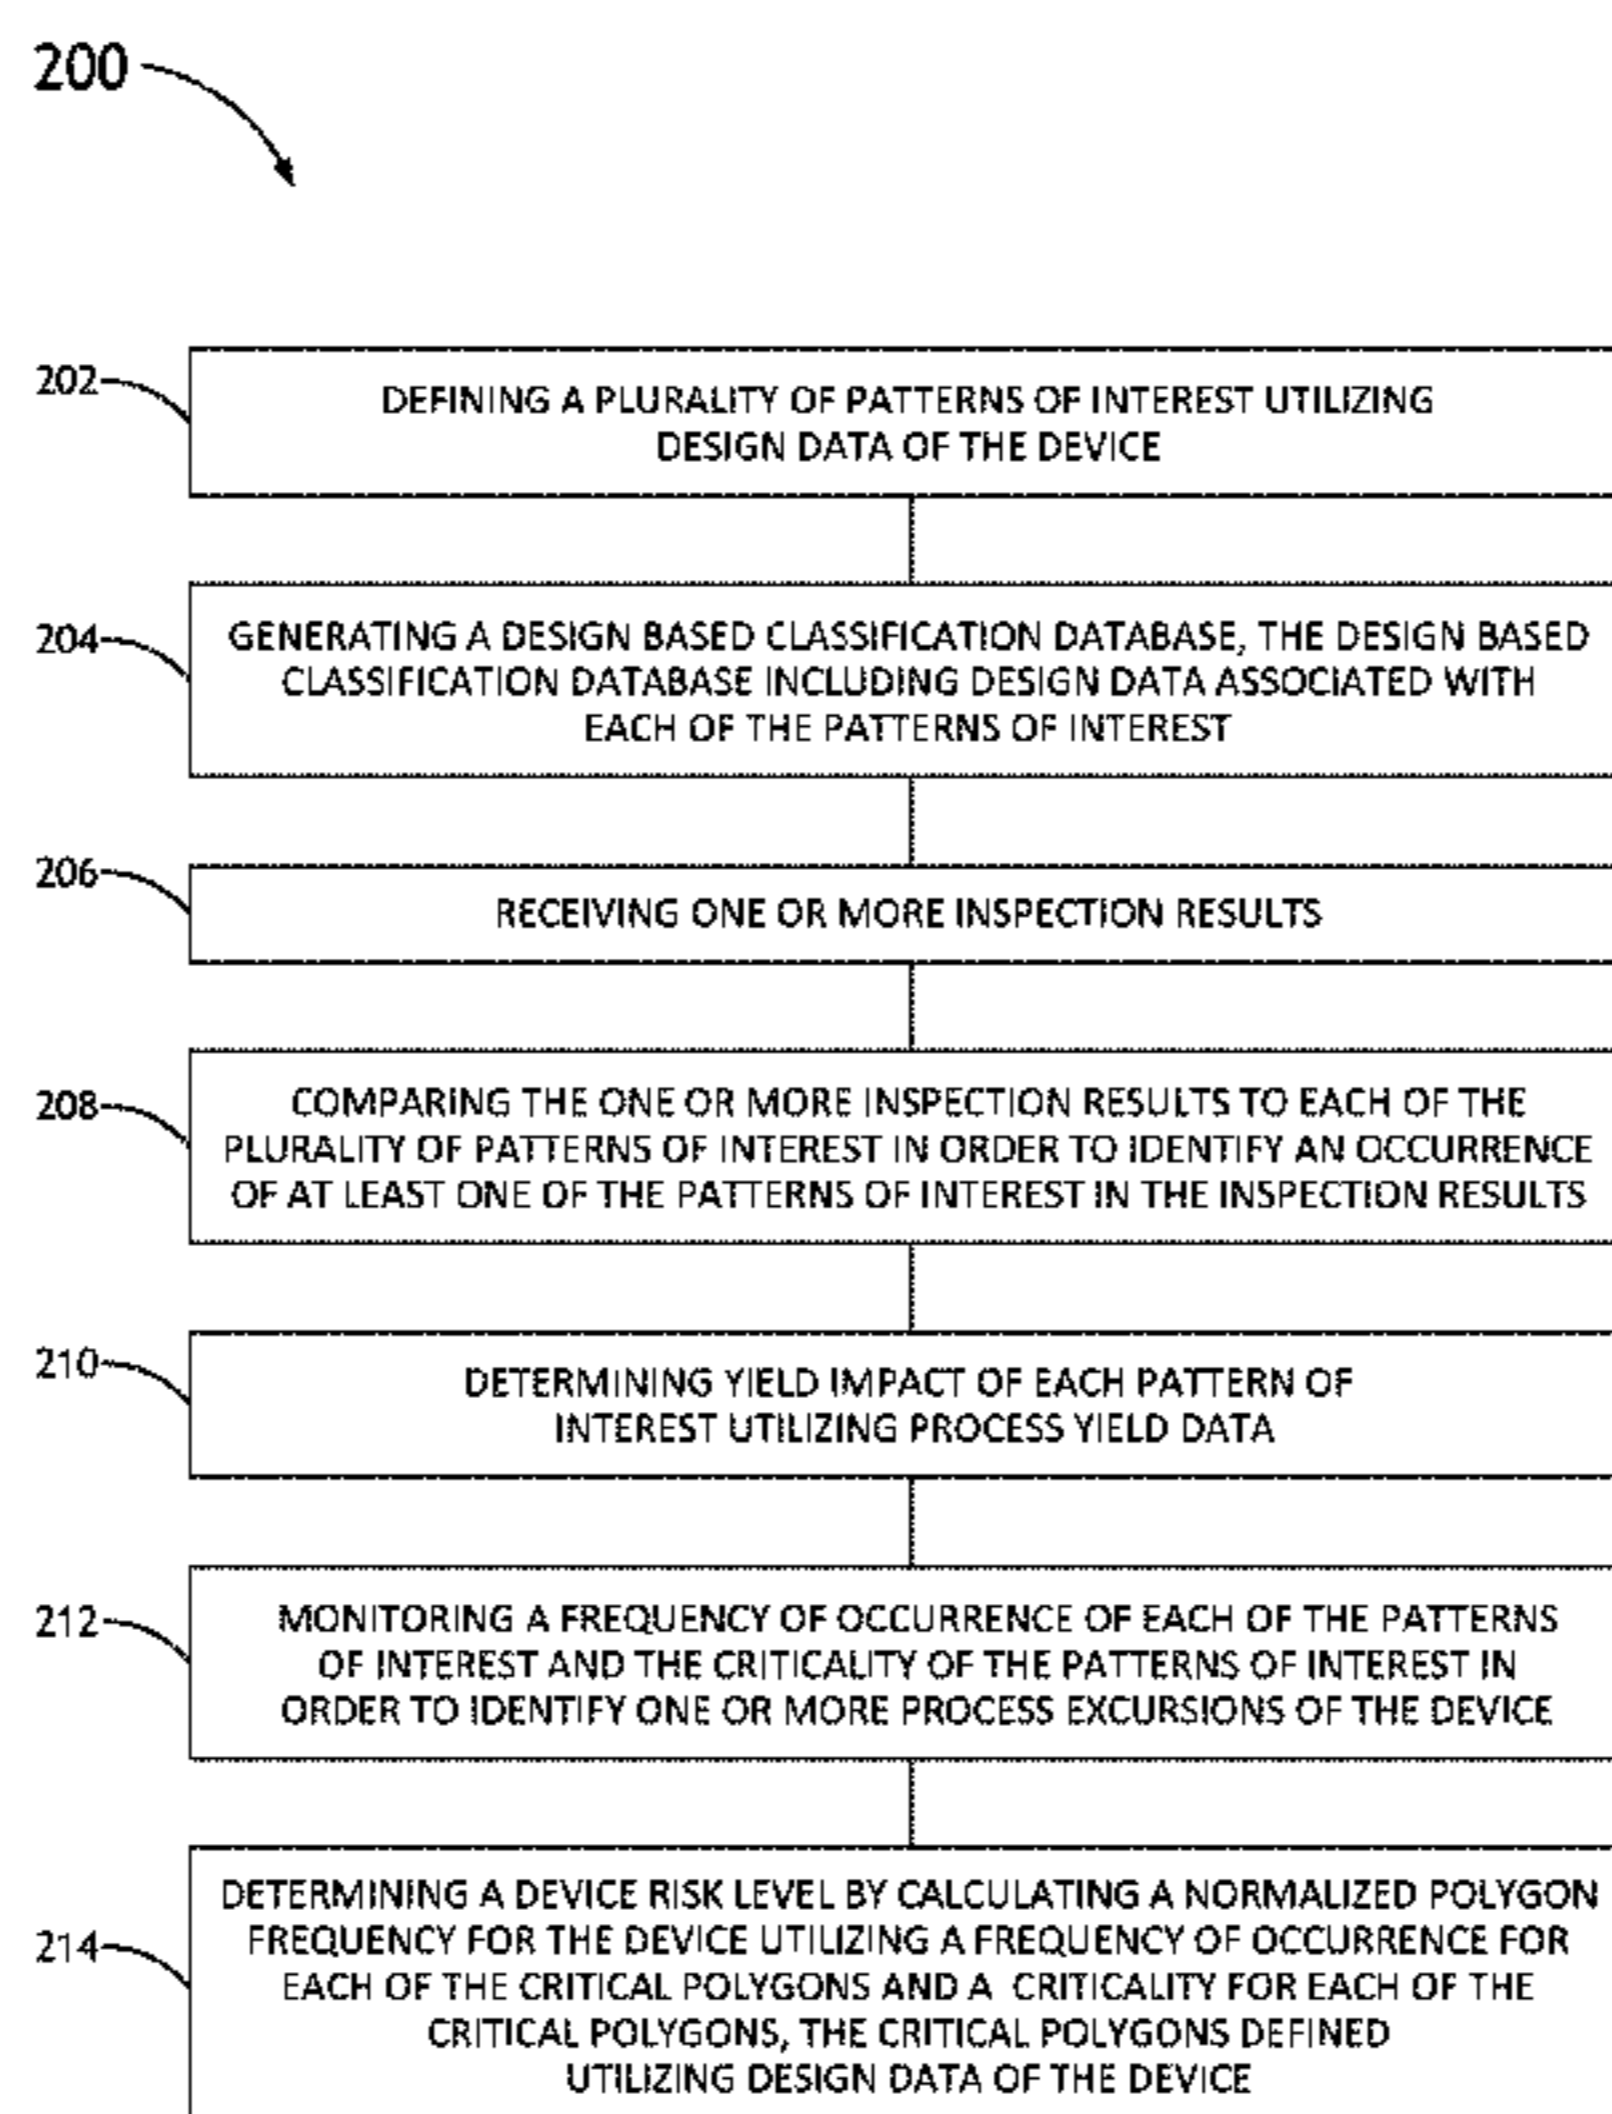 200
202
DEFINING A PLURALITY OF PATTERNS OF INTEREST UTILIZING
DESIGN DATA OF THE DEVICE
204
GENERATING A DESIGN BASED CLASSIFICATION DATABASE, THE DESIGN BASED
CLASSIFICATION DATABASE INCLUDING DESIGN DATA ASSOCIATED WITH
EACH OF THE PATTERNS OF INTEREST
206
RECEIVING ONE OR MORE INSPECTION RESULTS
208
COMPARING THE ONE OR MORE INSPECTION RESULTS TO EACH OF THE
PLURALITY OF PATTERNS OF INTEREST IN ORDER TO IDENTIFY AN OCCURRENCE
OF AT LEAST ONE OF THE PATTERNS OF INTEREST IN THE INSPECTION RESULTS
210
DETERMINING YIELD IMPACT OF EACH PATTERN OF
INTEREST UTILIZING PROCESS YIELD DATA
212
MONITORING A FREQUENCY OF OCCURRENCE OF EACH OF THE PATTERNS
OF INTEREST AND THE CRITICALITY OF THE PATTERNS OF INTEREST IN
ORDER TO IDENTIFY ONE OR MORE PROCESS EXCURSIONS OF THE DEVICE
214
DETERMINING A DEVICE RISK LEVEL BY CALCULATING A NORMALIZED POLYGON
FREQUENCY FOR THE DEVICE UTILIZING A FREQUENCY OF OCCURRENCE FOR
EACH OF THE CRITICAL POLYGONS AND A CRITICALITY FOR EACH OF THE
CRITICAL POLYGONS, THE CRITICAL POLYGONS DEFINED
UTILIZING DESIGN DATA OF THE DEVICE